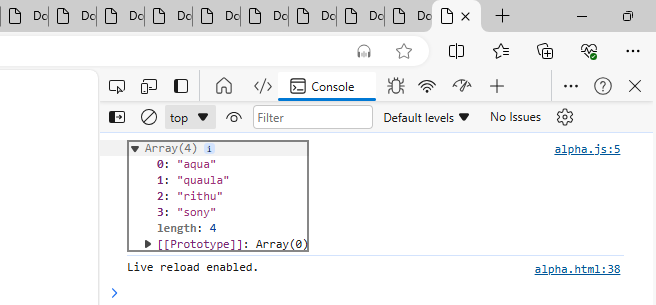 Dc Dc Dc Dc Dc Dc Dc Dc Dc
Console
top Filter Default levels No Issues
Array(4) i alpha.js:5
0: "aqua"
1: "quaula"
2: "rithu"
3: "sony"
length: 4
[[Prototype]]: Array(0)
Live reload enabled. alpha.html:38